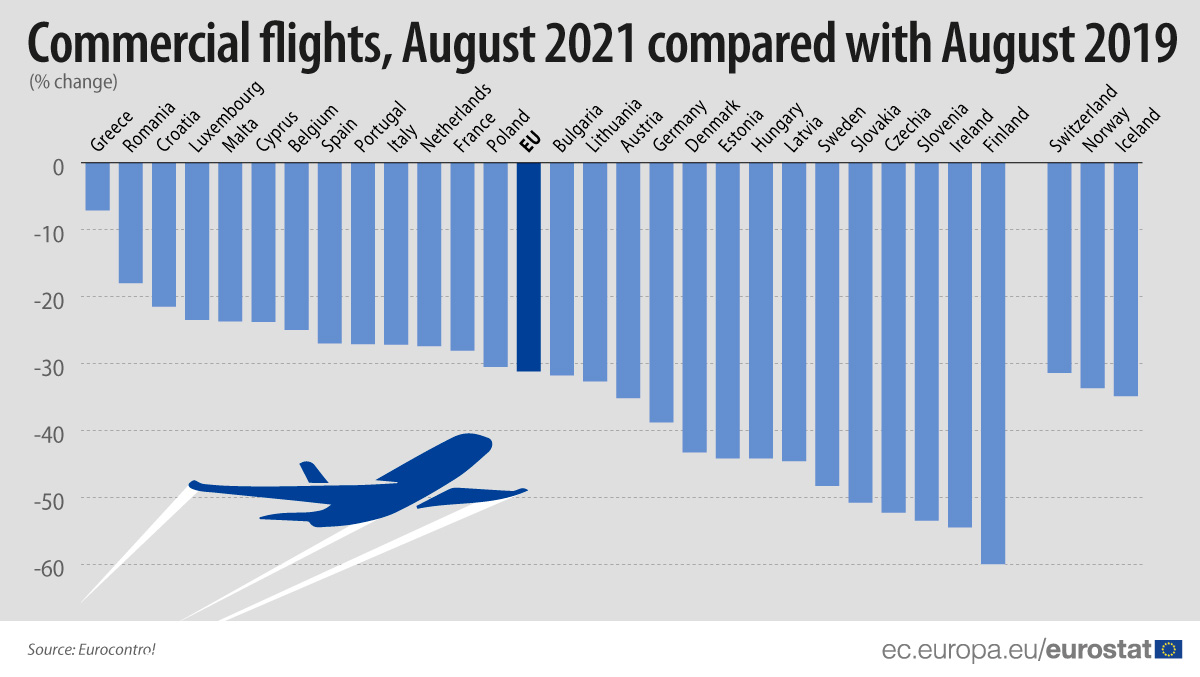 Commercial flights, August 2021 compared with August 2019
(% change)
Greece
Romania
Croatia
Luxembourg
Malta
Cyprus
Belgium
Spain
Portugal
Italy
Netherlands
France
Poland
EU
Bulgaria
Lithuania
Austria
Germany
Denmark
Estonia
Hungary
Latvia
Sweden
Slovakia
Czechia
Slovenia
Ireland
Finland
Switzerland
Norway
Iceland
0
-10
-20
-30
-40
-50
-60
Source: Eurocontrol
ec.europa.eu/eurostat